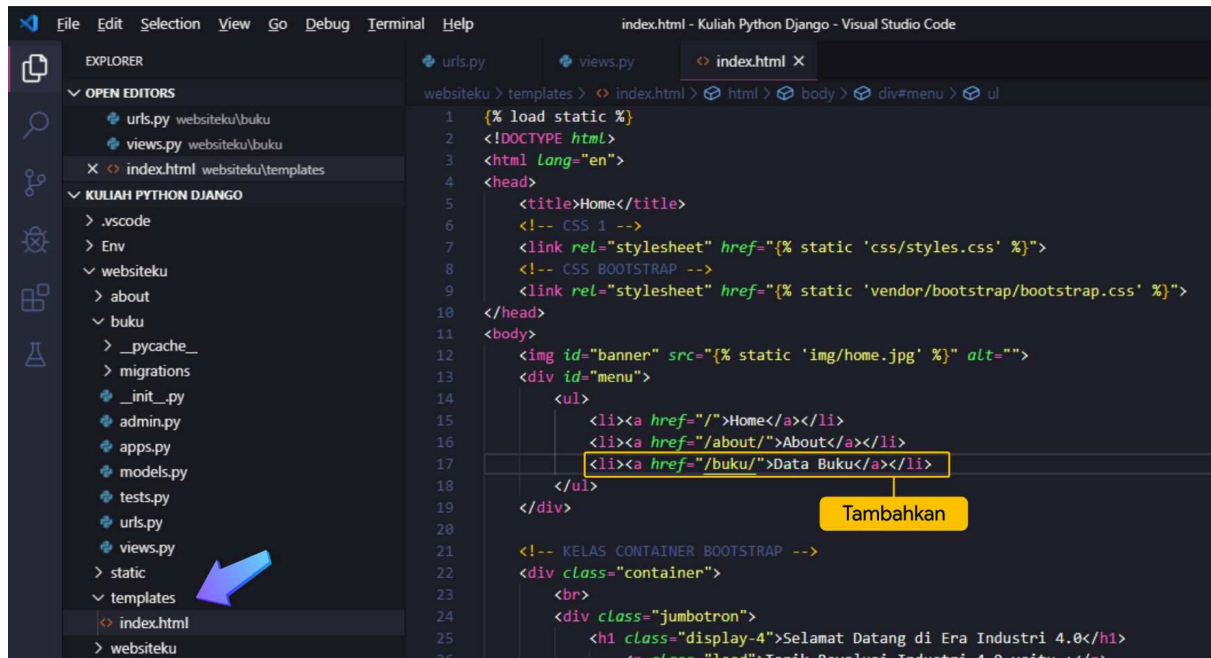 File Edit Selection View Go Debug Terminal Help index.html - Kuliah Python Django - Visual Studio Code
EXPLORER
OPEN EDITORS
urls.py websiteku\buku
views.py websiteku\buku
index.html websiteku\templates
KULIAH PYTHON DJANGO
.vscode
Env
websiteku
about
buku
__pycache__
migrations
__init__.py
admin.py
apps.py
models.py
tests.py
urls.py
views.py
static
templates
index.html
websiteku
urls.py views.py index.html
websiteku > templates > index.html > html > body > div#menu > ul
1 {% load static %}
2 <!DOCTYPE html>
3 <html lang="en">
4 <head>
5 <title>Home</title>
6 <!-- CSS 1 -->
7 <link rel="stylesheet" href="{% static 'css/styles.css' %}">
8 <!-- CSS BOOTSTRAP -->
9 <link rel="stylesheet" href="{% static 'vendor/bootstrap/bootstrap.css' %}">
10 </head>
11 <body>
12 <img id="banner" src="{% static 'img/home.jpg' %}" alt="">
13 <div id="menu">
14 <ul>
15 <li><a href="/">Home</a></li>
16 <li><a href="/about/">About</a></li>
17 <li><a href="/buku/">Data Buku</a></li>
18 </ul>
19 </div>
Tambahkan
20
21 <!-- KELAS CONTAINER BOOTSTRAP -->
22 <div class="container">
23 <br>
24 <div class="jumbotron">
25 <h1 class="display-4">Selamat Datang di Era Industri 4.0</h1>